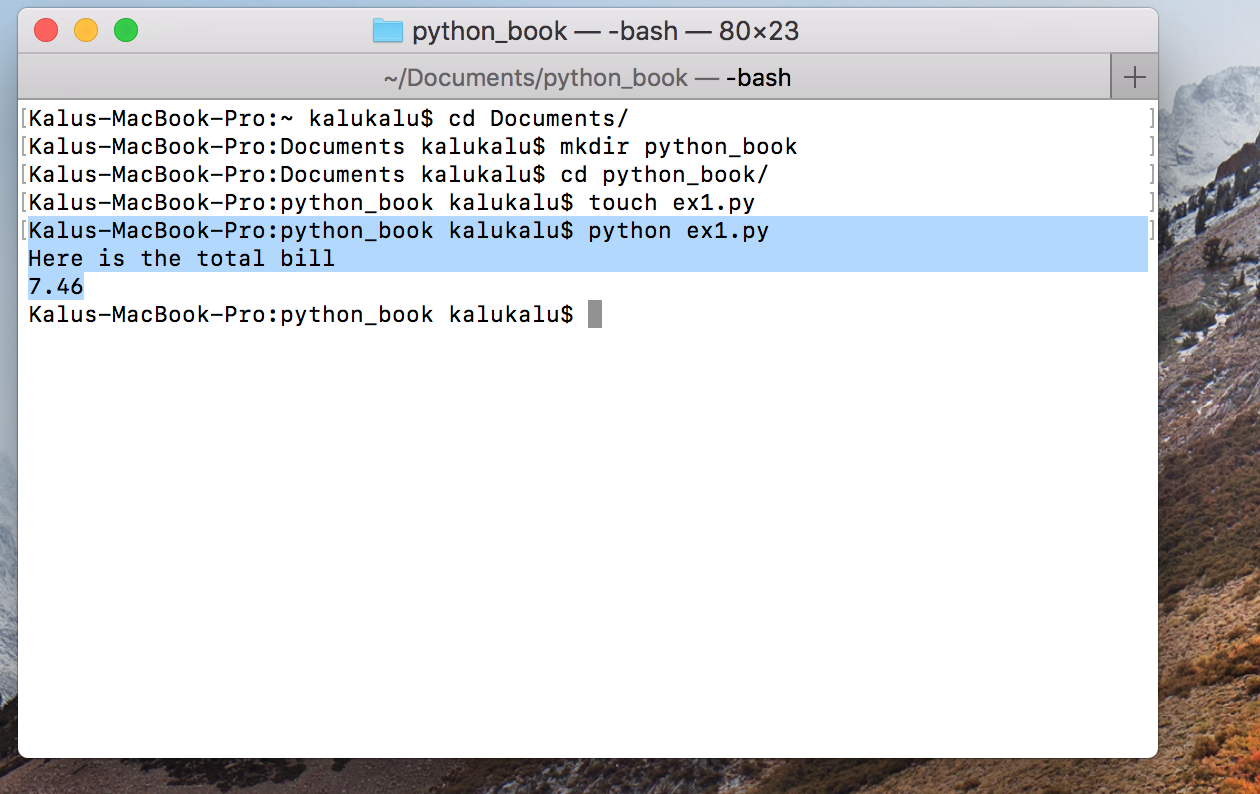 python_book — -bash — 80×23
~/Documents/python_book — -bash
[Kalus-MacBook-Pro:~ kalukalu$ cd Documents/ ]
[Kalus-MacBook-Pro:Documents kalukalu$ mkdir python_book ]
[Kalus-MacBook-Pro:Documents kalukalu$ cd python_book/ ]
[Kalus-MacBook-Pro:python_book kalukalu$ touch ex1.py ]
[Kalus-MacBook-Pro:python_book kalukalu$ python ex1.py ]
Here is the total bill
7.46
Kalus-MacBook-Pro:python_book kalukalu$